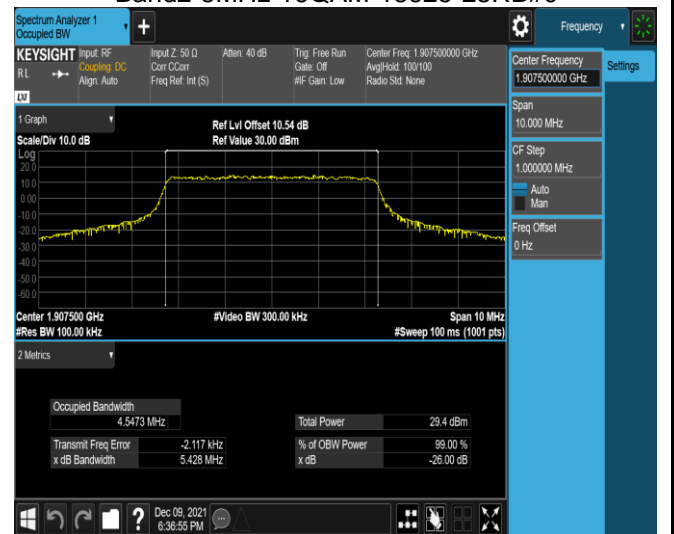 Spectrum Analyzer 1
Occupied BW
+
Frequency
KEYSIGHT
RL
LXI
Input: RF
Coupling: DC
Align: Auto
Input Z: 50 Ω
Corr CCorr
Freq Ref: Int (S)
Atten: 40 dB
Trig: Free Run
Gate: Off
#IF Gain: Low
Center Freq: 1.907500000 GHz
Avg|Hold: 100/100
Radio Std: None
Center Frequency
1.907500000 GHz
Settings
Span
10.000 MHz
CF Step
1.000000 MHz
Auto
Man
Freq Offset
0 Hz
1 Graph
Scale/Div 10.0 dB
Ref Lvl Offset 10.54 dB
Ref Value 30.00 dBm
Log
20.0
10.0
0.00
-10.0
-20.0
-30.0
-40.0
-50.0
-60.0
Center 1.907500 GHz
#Res BW 100.00 kHz
#Video BW 300.00 kHz
Span 10 MHz
#Sweep 100 ms (1001 pts)
2 Metrics
Occupied Bandwidth
4.5473 MHz
Total Power 29.4 dBm
Transmit Freq Error -2.117 kHz
% of OBW Power 99.00 %
x dB Bandwidth 5.428 MHz
x dB -26.00 dB
?
Dec 09, 2021
6:36:55 PM